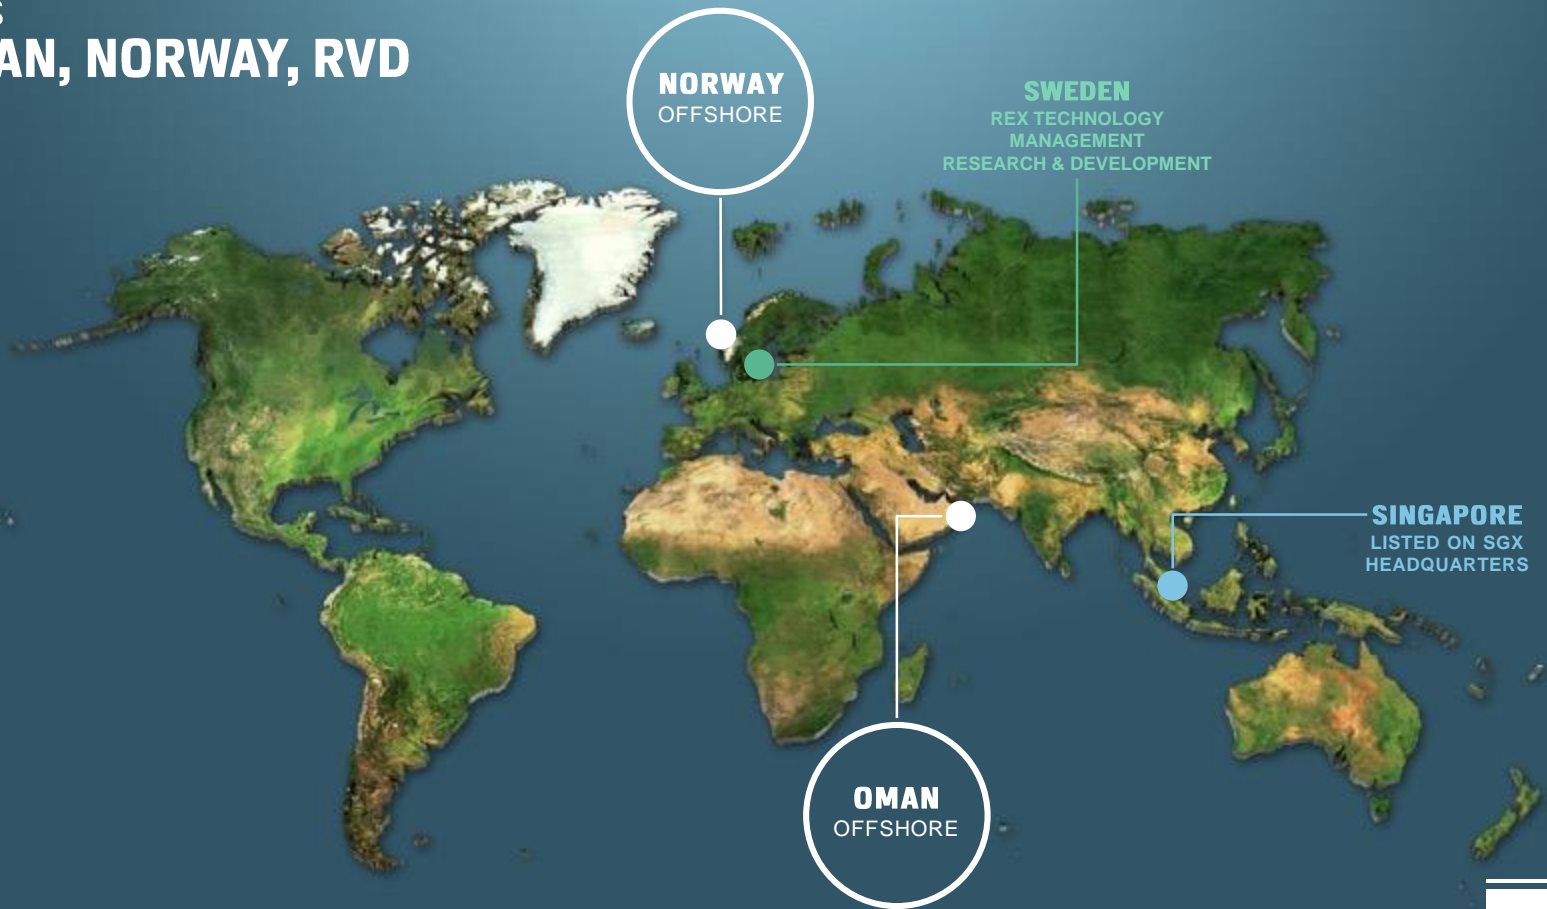 S
AN, NORWAY, RVD
NORWAY
OFFSHORE
SWEDEN
REX TECHNOLOGY
MANAGEMENT
RESEARCH & DEVELOPMENT
SINGAPORE
LISTED ON SGX
HEADQUARTERS
OMAN
OFFSHORE